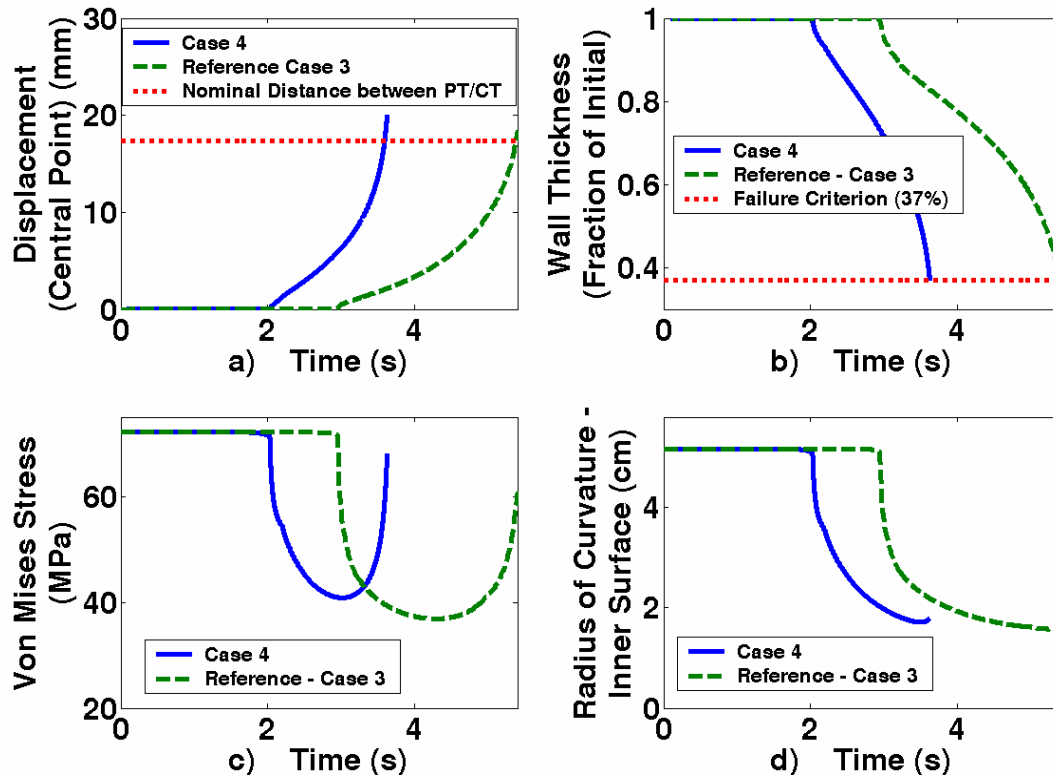 Displacement
(Central Point) (mm)
30
20
10
0
Case 4
Reference Case 3
Nominal Distance between PT/CT
0
2
4
a) Time (s)
Wall Thickness
(Fraction of Initial)
1
0.8
0.6
0.4
Case 4
Reference - Case 3
Failure Criterion (37%)
0
2
4
b) Time (s)
Von Mises Stress
(MPa)
60
40
20
Case 4
Reference - Case 3
0
2
4
c) Time (s)
Radius of Curvature -
Inner Surface (cm)
4
2
0
Case 4
Reference - Case 3
0
2
4
d) Time (s)